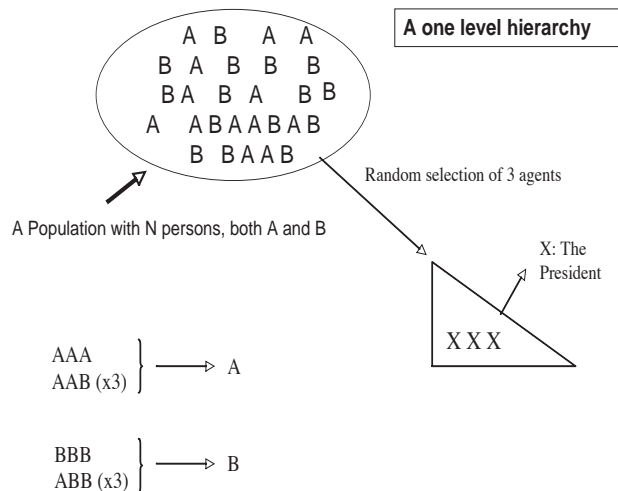 A one level hierarchy
A B A A
B A B B B
B A B A B B
A A B A A B A B
B B A A B
Random selection of 3 agents
A Population with N persons, both A and B
X: The
President
X X X
AAA
AAB (x3)
A
BBB
ABB (x3)
B